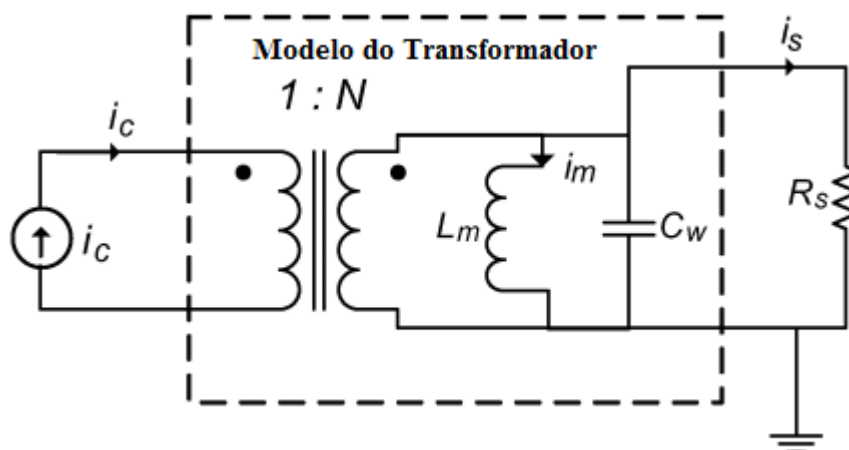 Modelo do Transformador
1 : N
i_c
i_s
i_m
i_c
L_m
C_w
R_s